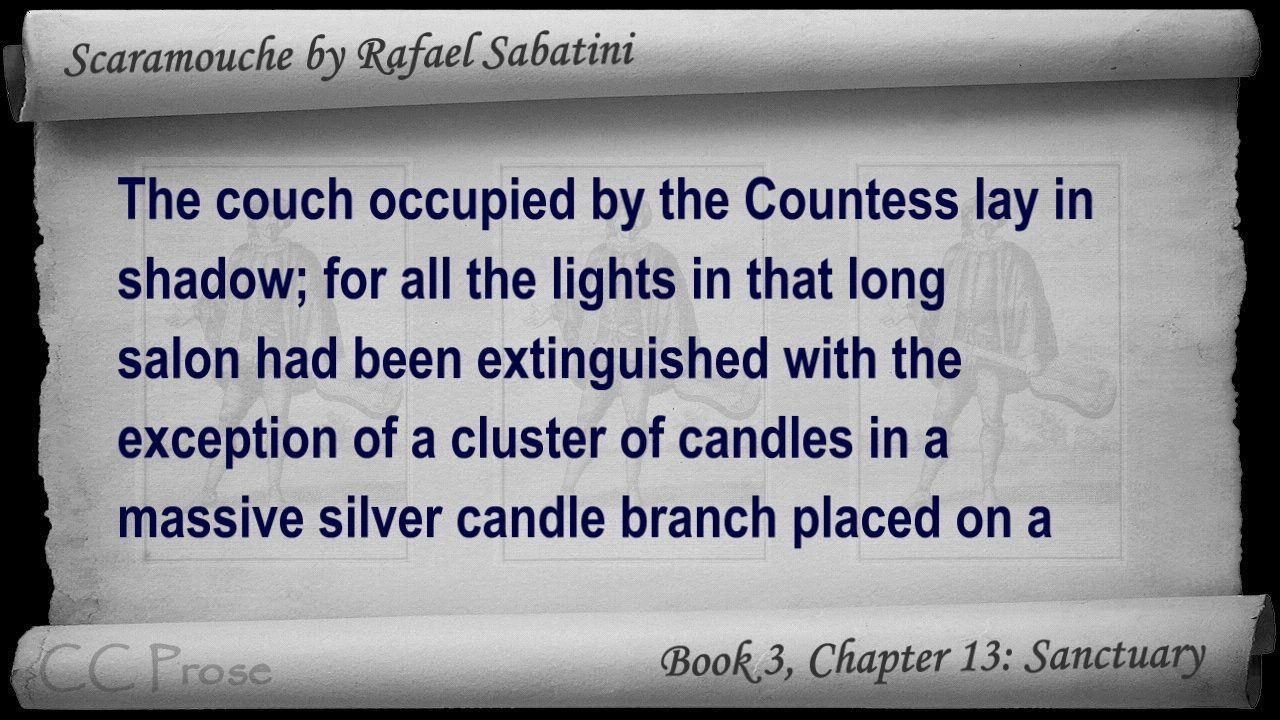 Scaramouche by Rafael Sabatini
The couch occupied by the Countess lay in
shadow; for all the lights in that long
salon had been extinguished with the
exception of a cluster of candles in a
massive silver candle branch placed on a
CC Prose
Book 3, Chapter 13: Sanctuary